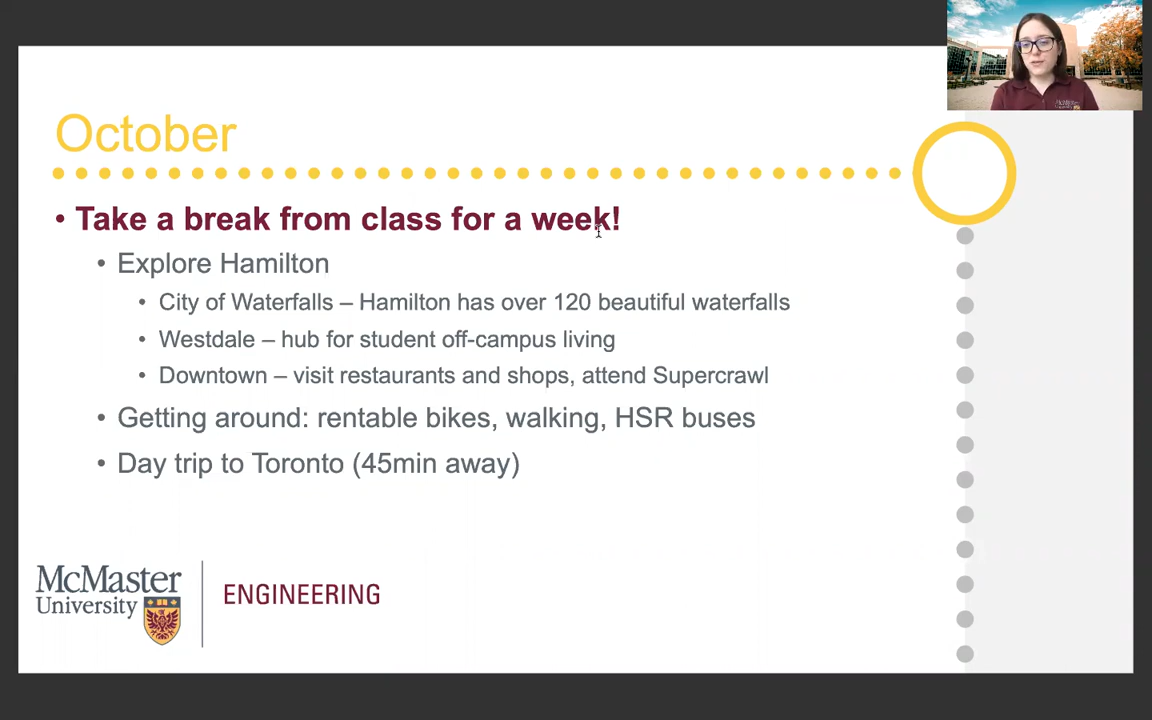 October
• Take a break from class for a week!
• Explore Hamilton
• City of Waterfalls – Hamilton has over 120 beautiful waterfalls
• Westdale – hub for student off-campus living
• Downtown – visit restaurants and shops, attend Supercrawl
• Getting around: rentable bikes, walking, HSR buses
• Day trip to Toronto (45min away)
McMaster
University
ENGINEERING